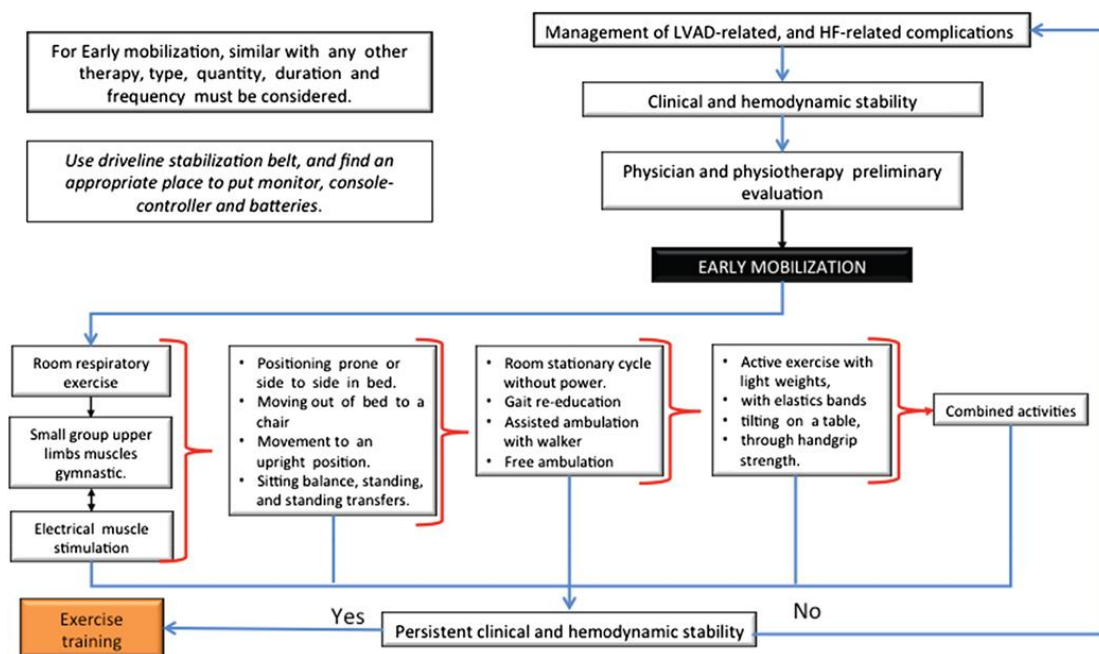 For Early mobilization, similar with any other
therapy, type, quantity, duration and
frequency must be considered.
Use driveline stabilization belt, and find an
appropriate place to put monitor, console-
controller and batteries.
Management of LVAD-related, and HF-related complications
Clinical and hemodynamic stability
Physician and physiotherapy preliminary
evaluation
EARLY MOBILIZATION
Room respiratory
exercise
Small group upper
limbs muscles
gymnastic.
Electrical muscle
stimulation
• Positioning prone or
side to side in bed.
• Moving out of bed to a
chair
• Movement to an
upright position.
• Sitting balance, standing,
and standing transfers.
• Room stationary cycle
without power.
• Gait re-education
• Assisted ambulation
with walker
• Free ambulation
• Active exercise with
light weights,
• with elastics bands
• tilting on a table,
• through handgrip
strength.
Combined activities
Exercise
training
Yes
Persistent clinical and hemodynamic stability
No